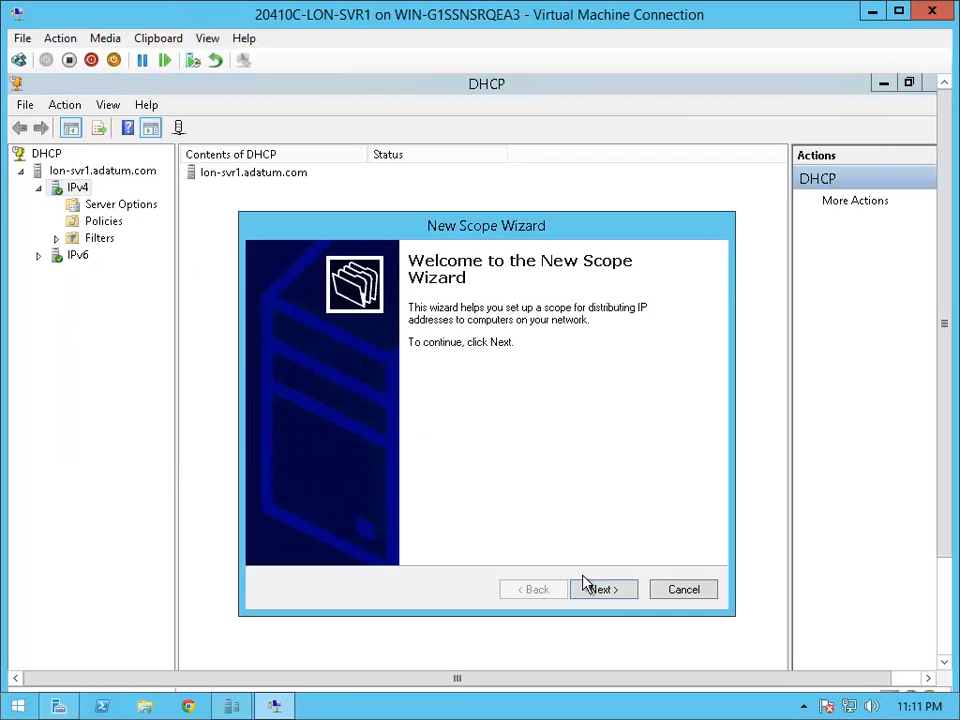 20410C-LON-SVR1 on WIN-G1SSNSRQEA3 - Virtual Machine Connection
File Action Media Clipboard View Help
DHCP
File Action View Help
DHCP
lon-svr1.adatum.com
IPv4
Server Options
Policies
Filters
IPv6
Contents of DHCP Status
lon-svr1.adatum.com
Actions
DHCP
More Actions
New Scope Wizard
Welcome to the New Scope
Wizard
This wizard helps you set up a scope for distributing IP
addresses to computers on your network.
To continue, click Next.
< Back Next > Cancel
11:11 PM